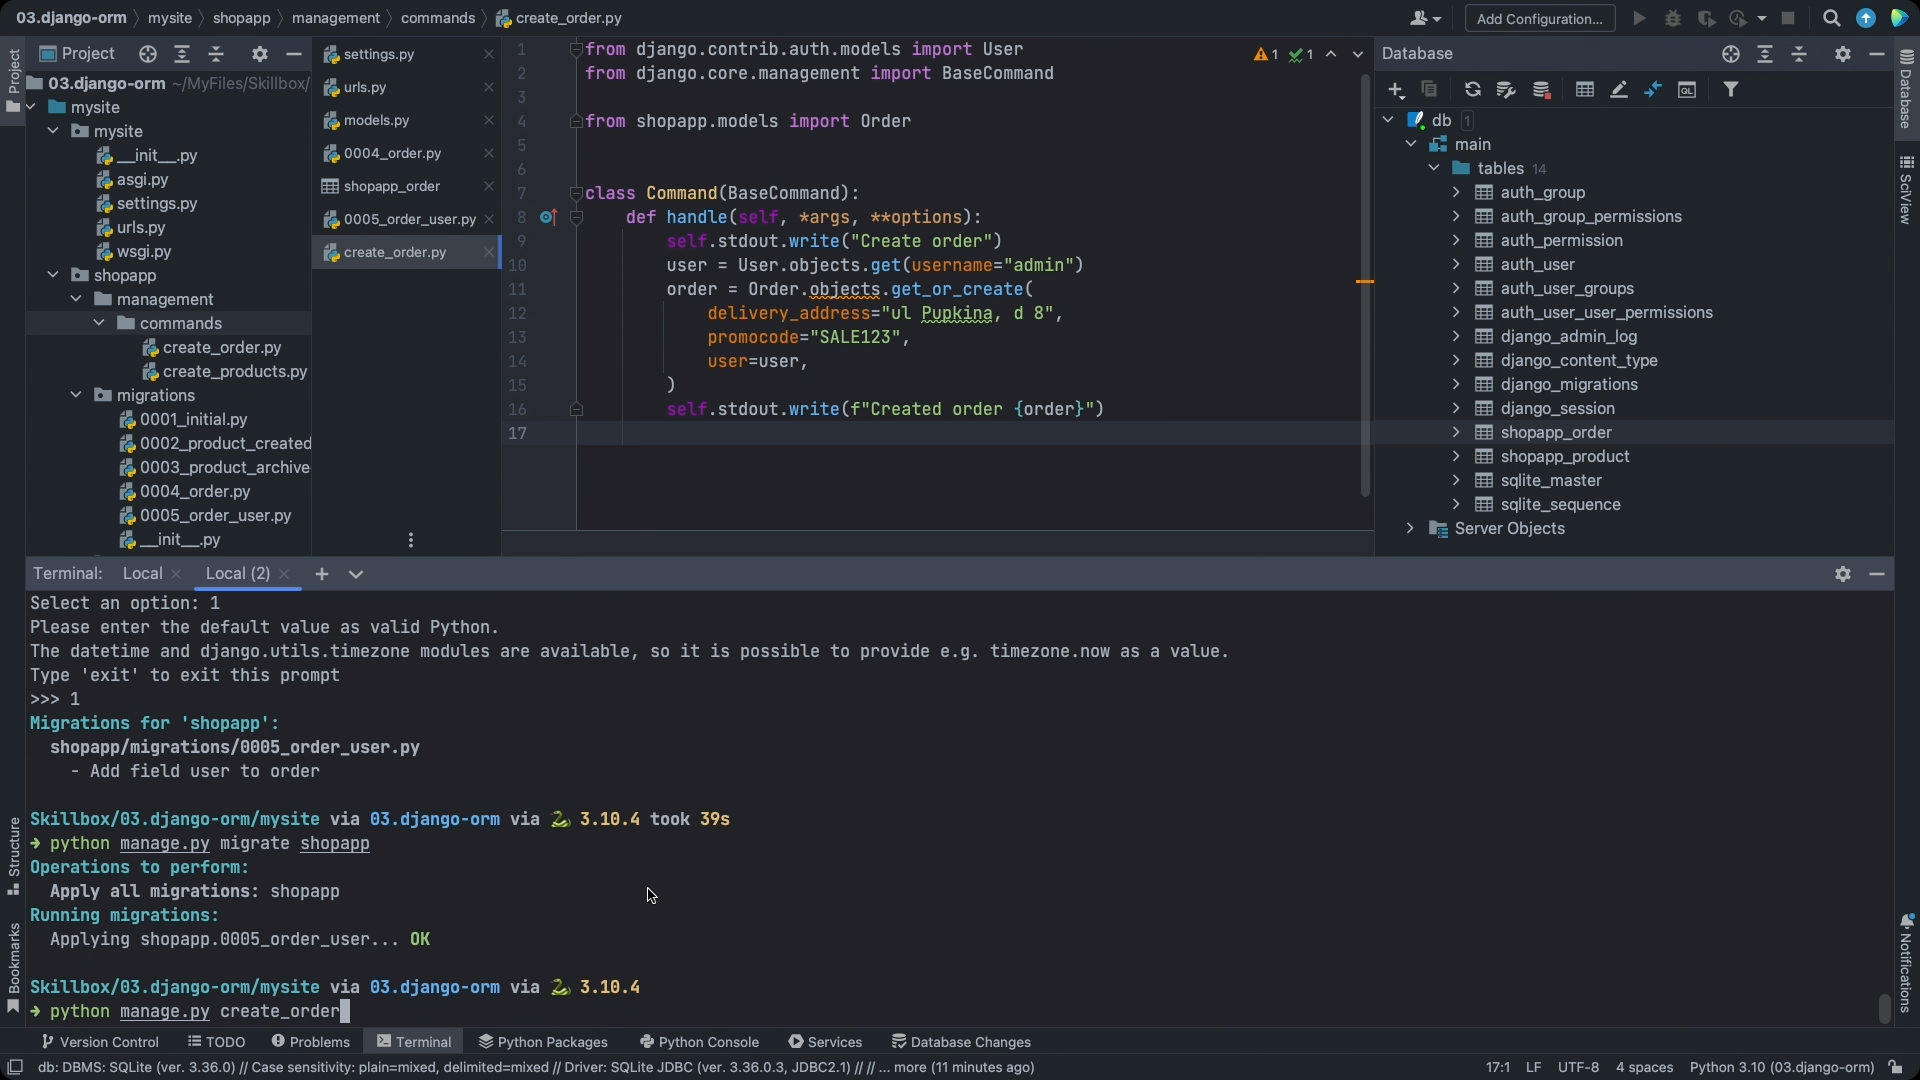 03.django-orm mysite shopapp management commands create_order.py
Add Configuration...
Project
03.django-orm ~/MyFiles/Skillbox/
mysite
mysite
__init__.py
asgi.py
settings.py
urls.py
wsgi.py
shopapp
management
commands
create_order.py
create_products.py
migrations
0001_initial.py
0002_product_created
0003_product_archive
0004_order.py
0005_order_user.py
__init__.py
settings.py
urls.py
models.py
0004_order.py
shopapp_order
0005_order_user.py
create_order.py
1 from django.contrib.auth.models import User
2 from django.core.management import BaseCommand
3
4 from shopapp.models import Order
5
6
7 class Command(BaseCommand):
8 def handle(self, *args, **options):
9 self.stdout.write("Create order")
10 user = User.objects.get(username="admin")
11 order = Order.objects.get_or_create(
12 delivery_address="ul Pupkina, d 8",
13 promocode="SALE123",
14 user=user,
15 )
16 self.stdout.write(f"Created order {order}")
17
1 1
Database
db 1
main
tables 14
auth_group
auth_group_permissions
auth_permission
auth_user
auth_user_groups
auth_user_user_permissions
django_admin_log
django_content_type
django_migrations
django_session
shopapp_order
shopapp_product
sqlite_master
sqlite_sequence
Server Objects
Project
Structure
Bookmarks
Database
SciView
Notifications
Terminal: Local Local (2)
Select an option: 1
Please enter the default value as valid Python.
The datetime and django.utils.timezone modules are available, so it is possible to provide e.g. timezone.now as a value.
Type 'exit' to exit this prompt
>>> 1
Migrations for 'shopapp':
shopapp/migrations/0005_order_user.py
- Add field user to order
Skillbox/03.django-orm/mysite via 03.django-orm via 🐍 3.10.4 took 39s
➜ python manage.py migrate shopapp
Operations to perform:
Apply all migrations: shopapp
Running migrations:
Applying shopapp.0005_order_user... OK
Skillbox/03.django-orm/mysite via 03.django-orm via 🐍 3.10.4
➜ python manage.py create_order
Version Control TODO Problems Terminal Python Packages Python Console Services Database Changes
db: DBMS: SQLite (ver. 3.36.0) // Case sensitivity: plain=mixed, delimited=mixed // Driver: SQLite JDBC (ver. 3.36.0.3, JDBC2.1) // // ... more (11 minutes ago)
17:1 LF UTF-8 4 spaces Python 3.10 (03.django-orm)